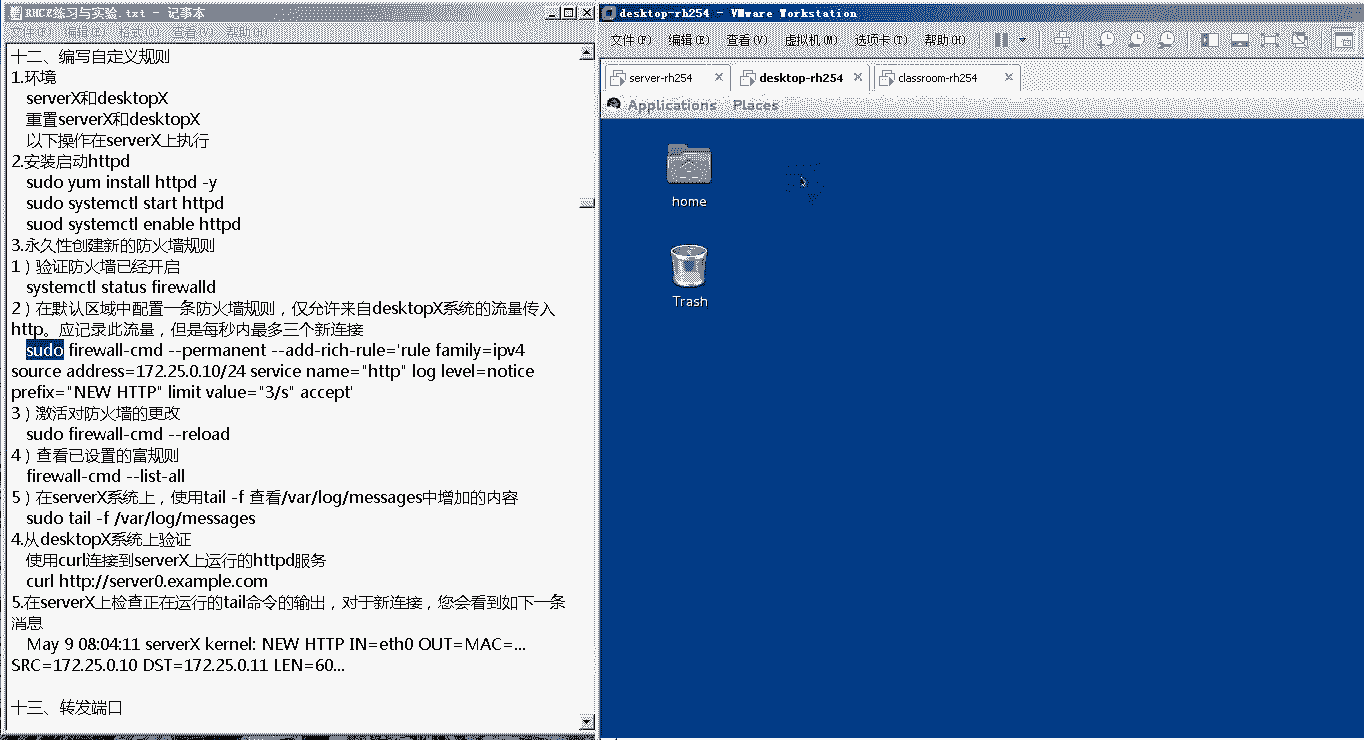 RHCE练习与实验.txt - 记事本
文件(F) 编辑(E) 格式(O) 查看(V) 帮助(H)
十二、编写自定义规则
1.环境
serverX和desktopX
重置serverX和desktopX
以下操作在serverX上执行
2.安装启动httpd
sudo yum install httpd -y
sudo systemctl start httpd
suod systemctl enable httpd
3.永久性创建新的防火墙规则
1）验证防火墙已经开启
systemctl status firewalld
2）在默认区域中配置一条防火墙规则，仅允许来自desktopX系统的流量传入
http。应记录此流量，但是每秒内最多三个新连接
sudo firewall-cmd --permanent --add-rich-rule='rule family=ipv4
source address=172.25.0.10/24 service name="http" log level=notice
prefix="NEW HTTP" limit value="3/s" accept'
3）激活对防火墙的更改
sudo firewall-cmd --reload
4）查看已设置的富规则
firewall-cmd --list-all
5）在serverX系统上，使用tail -f 查看/var/log/messages中增加的内容
sudo tail -f /var/log/messages
4.从desktopX系统上验证
使用curl连接到serverX上运行的httpd服务
curl http://server0.example.com
5.在serverX上检查正在运行的tail命令的输出，对于新连接，您会看到如下一条
消息
May 9 08:04:11 serverX kernel: NEW HTTP IN=eth0 OUT=MAC=...
SRC=172.25.0.10 DST=172.25.0.11 LEN=60...
十三、转发端口
desktop-rh254 - VMware Workstation
文件(F) 编辑(E) 查看(V) 虚拟机(M) 选项卡(T) 帮助(H)
server-rh254 desktop-rh254 classroom-rh254
Applications Places
home
Trash